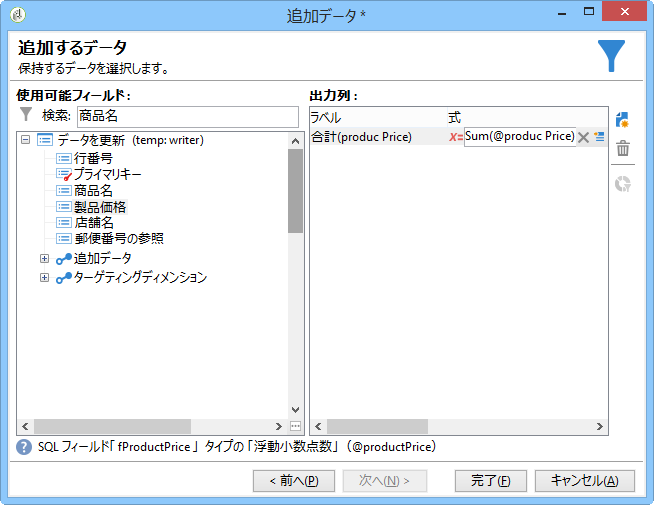 追加データ *
追加するデータ
保持するデータを選択します。
使用可能フィールド:
検索: 商品名
データを更新 (temp: writer)
行番号
プライマリキー
商品名
製品価格
店舗名
郵便番号の参照
追加データ
ターゲティングディメンション
出力列:
ラベル 式
合計(produc Price) X= Sum(@produc Price)
SQL フィールド「 fProductPrice 」 タイプの 「浮動小数点数」 (@productPrice)
< 前へ(P) 次へ(N) > 完了(F) キャンセル(A)